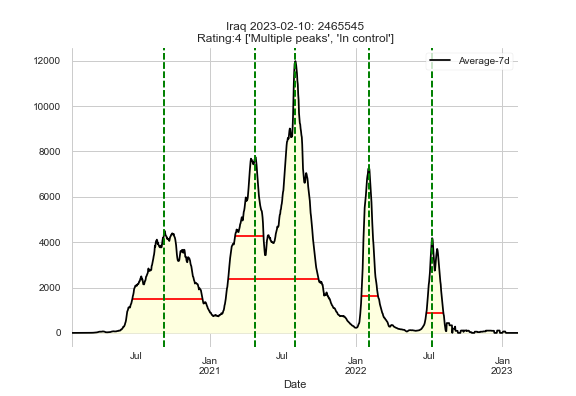 Iraq 2023-02-10: 2465545
Rating:4 ['Multiple peaks', 'In control']
Average-7d
12000
10000
8000
6000
4000
2000
0
Jul
Jan
2021
Jul
Jan
2022
Jul
Jan
2023
Date